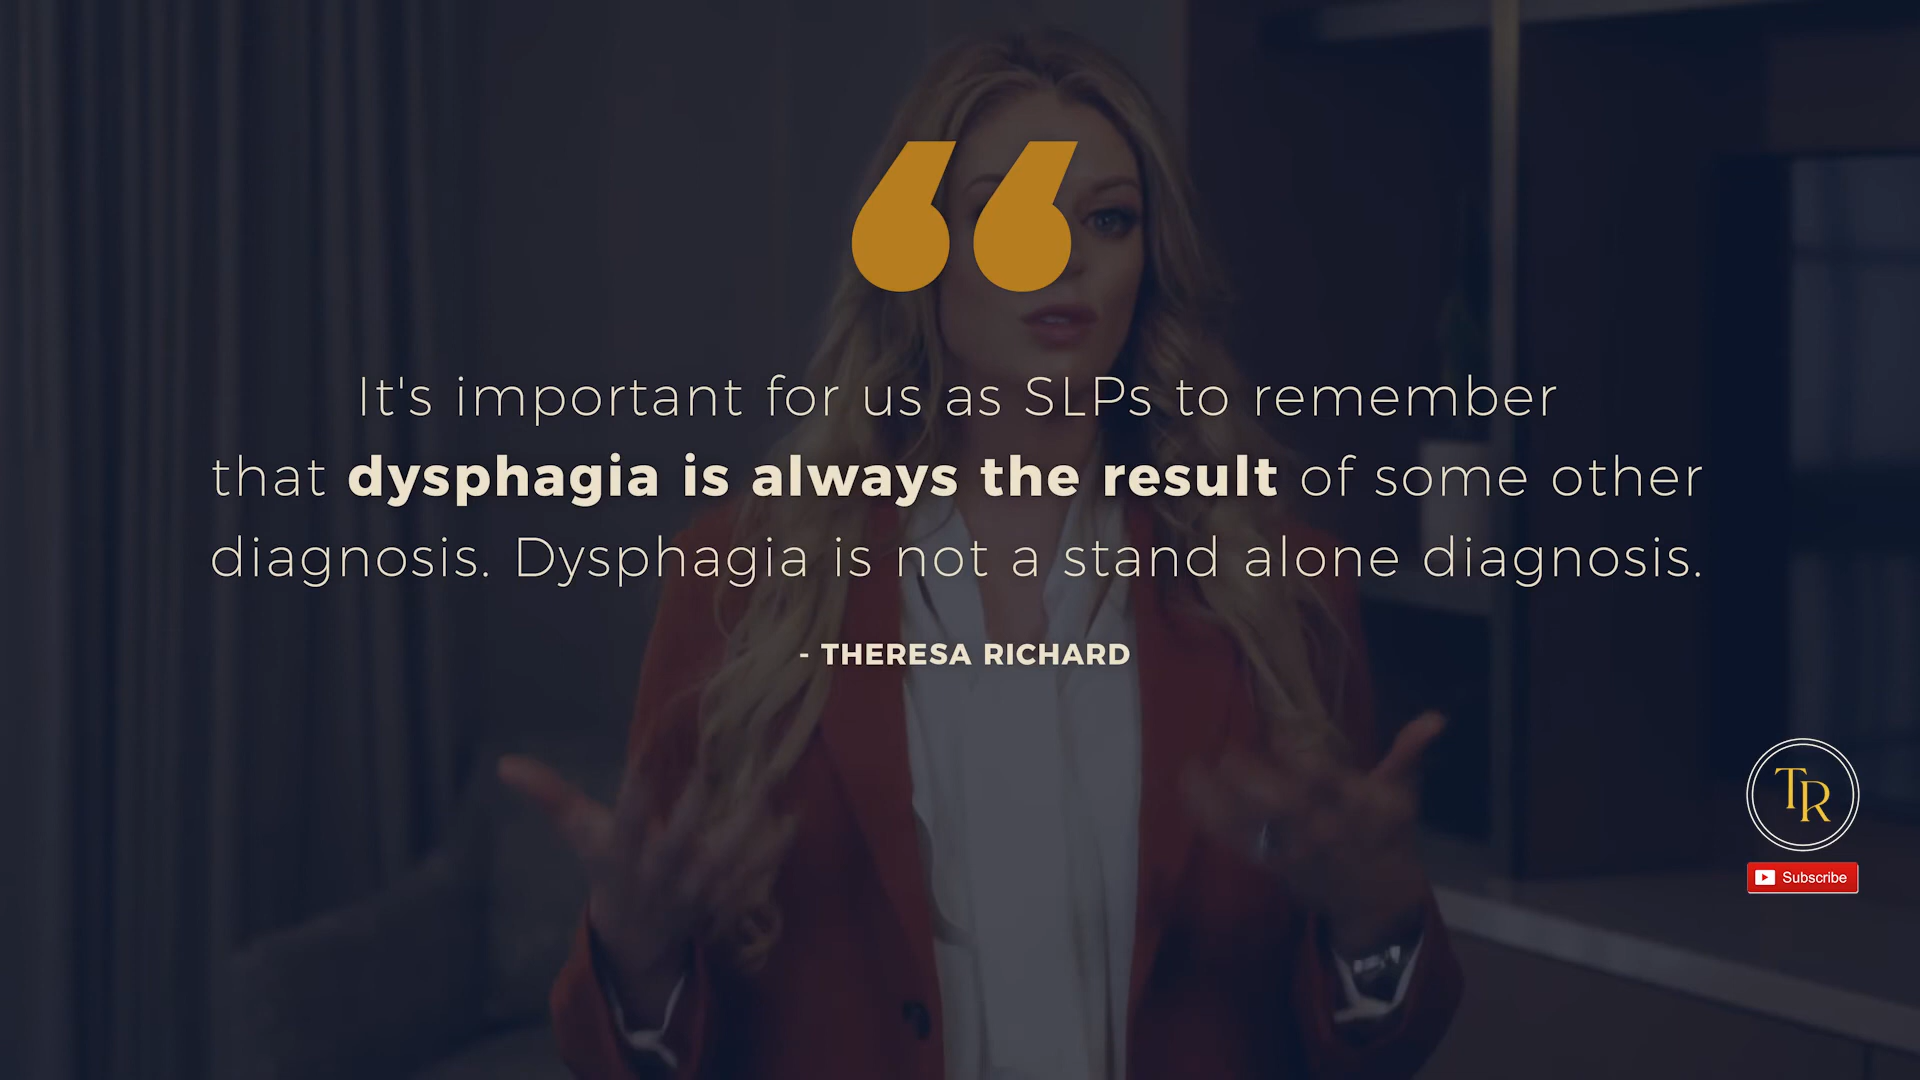 It's important for us as SLPs to remember
that dysphagia is always the result of some other
diagnosis. Dysphagia is not a stand alone diagnosis.
- THERESA RICHARD
TR
Subscribe